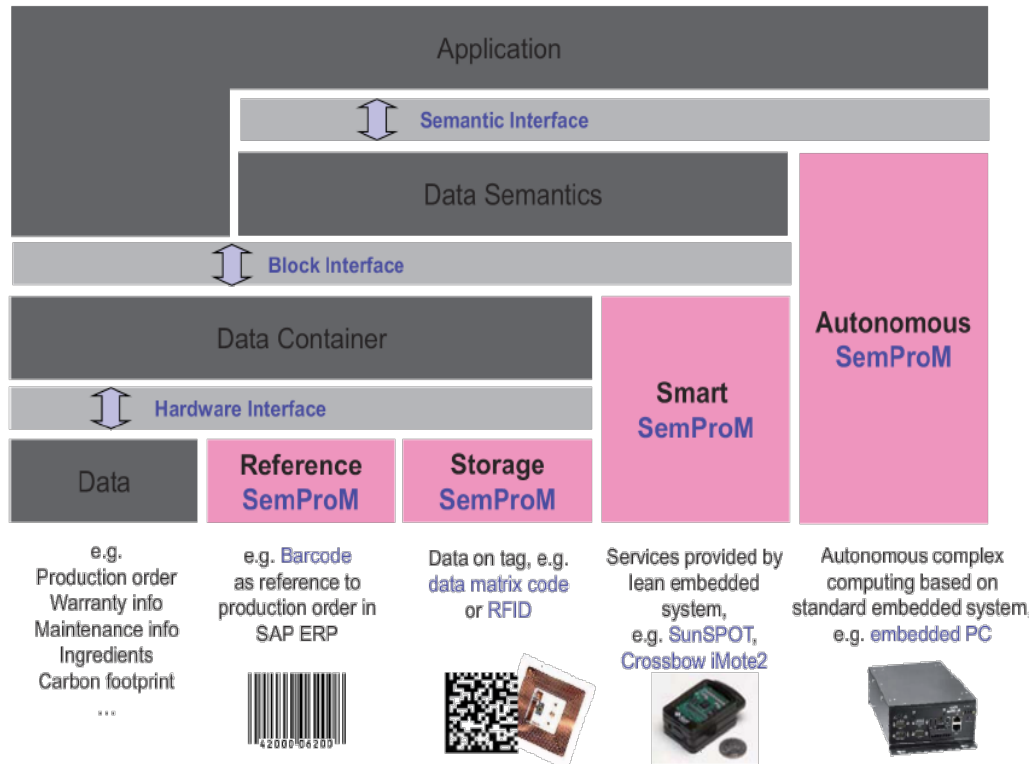 Application
Semantic Interface
Data Semantics
Block Interface
Data Container
Hardware Interface
Data
Reference
SemProM
Storage
SemProM
Smart
SemProM
Autonomous
SemProM
e.g.
Production order
Warranty info
Maintenance info
Ingredients
Carbon footprint
...
e.g. Barcode
as reference to
production order in
SAP ERP
Data on tag, e.g.
data matrix code
or RFID
Services provided by
lean embedded
system,
e.g. SunSPOT,
Crossbow iMote2
Autonomous complex
computing based on
standard embedded system,
e.g. embedded PC
42000 06200